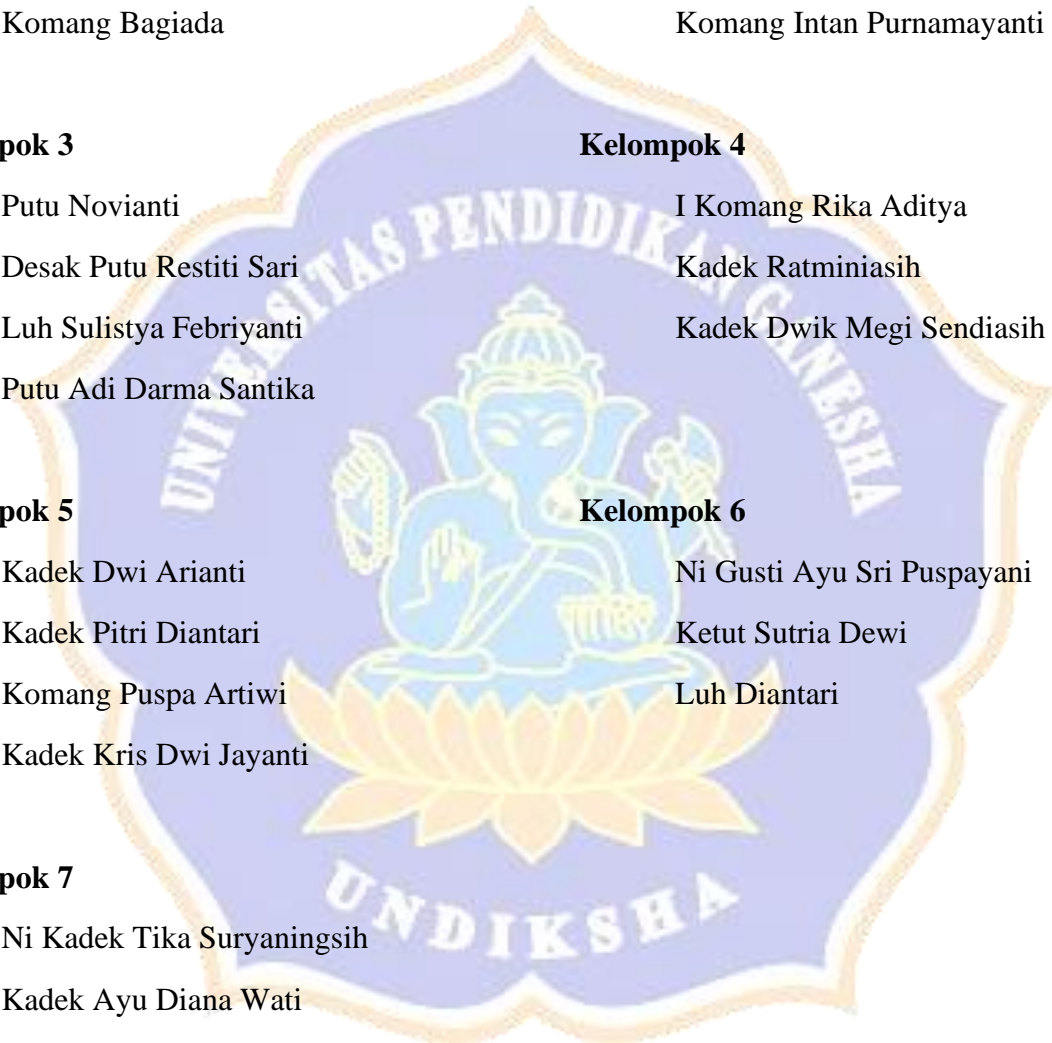 Komang Bagiada
Komang Intan Purnamayanti
pok 3
Putu Novianti
Desak Putu Restiti Sari
Luh Sulistya Febriyanti
Putu Adi Darma Santika
Kelompok 4
I Komang Rika Aditya
Kadek Ratminiasih
Kadek Dwik Megi Sendiasih
pok 5
Kadek Dwi Arianti
Kadek Pitri Diantari
Komang Puspa Artiwi
Kadek Kris Dwi Jayanti
Kelompok 6
Ni Gusti Ayu Sri Puspayani
Ketut Sutria Dewi
Luh Diantari
pok 7
Ni Kadek Tika Suryaningsih
Kadek Ayu Diana Wati
UNIVERSITAS PENDIDIKAN GANESHA
UNDIKSHA